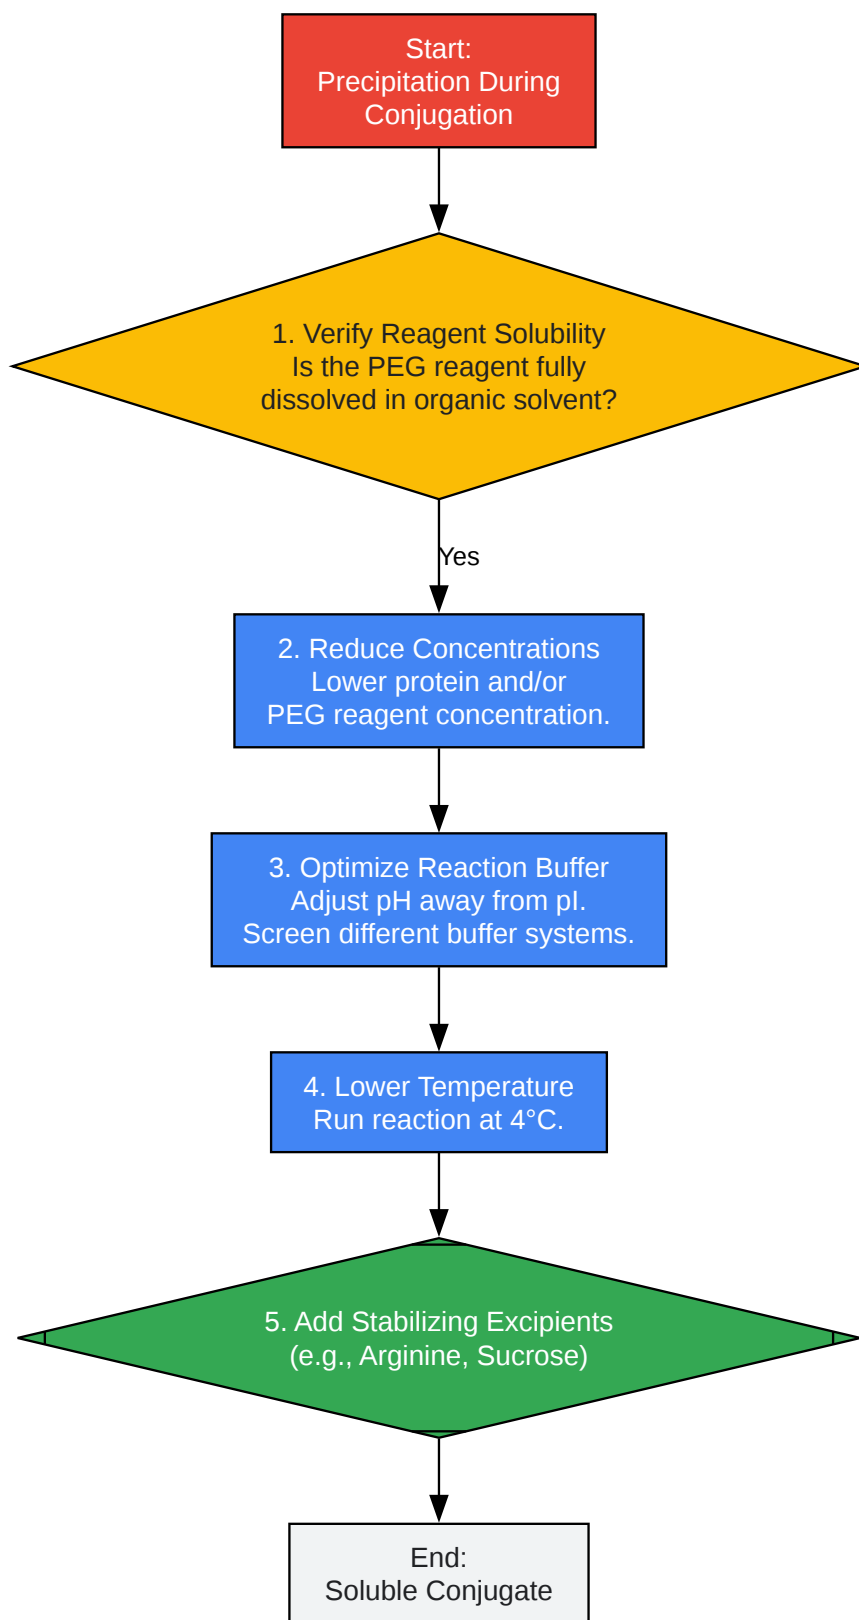 Start:
Precipitation During
Conjugation
1. Verify Reagent Solubility
Is the PEG reagent fully
dissolved in organic solvent?
Yes
2. Reduce Concentrations
Lower protein and/or
PEG reagent concentration.
3. Optimize Reaction Buffer
Adjust pH away from pI.
Screen different buffer systems.
4. Lower Temperature
Run reaction at 4°C.
5. Add Stabilizing Excipients
(e.g., Arginine, Sucrose)
End:
Soluble Conjugate